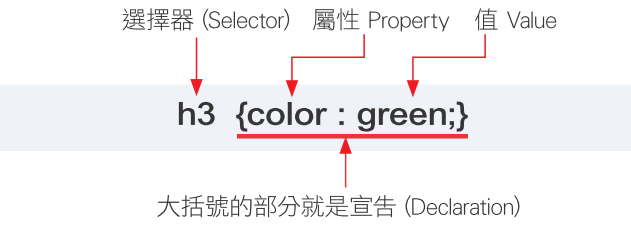 選擇器 (Selector) 屬性 Property 值 Value
h3 {color : green;}
大括號的部分就是宣告 (Declaration)